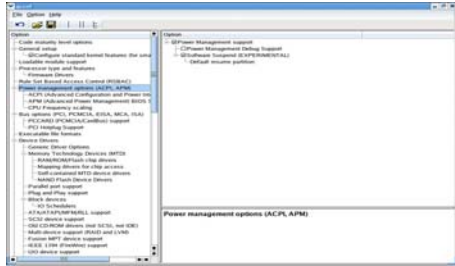 qconf
File Option Help
Option
Code maturity level options
General setup
Configure standard kernel features (for sma
Loadable module support
Processor type and features
Firmware Drivers
Rule Set Based Access Control (RSBAC)
Power management options (ACPI, APM)
ACPI (Advanced Configuration and Power Inte
APM (Advanced Power Management) BIOS S
CPU Frequency scaling
Bus options (PCI, PCMCIA, EISA, MCA, ISA)
PCCARD (PCMCIA/CardBus) support
PCI Hotplug Support
Executable file formats
Device Drivers
Generic Driver Options
Memory Technology Devices (MTD)
RAM/ROM/Flash chip drivers
Mapping drivers for chip access
Self-contained MTD device drivers
NAND Flash Device Drivers
Parallel port support
Plug and Play support
Block devices
IO Schedulers
ATA/ATAPI/MFM/RLL support
SCSI device support
Old CD-ROM drivers (not SCSI, not IDE)
Multi-device support (RAID and LVM)
Fusion MPT device support
IEEE 1394 (FireWire) support
I2O device support
Option
Power Management support
Power Management Debug Support
Software Suspend (EXPERIMENTAL)
Default resume partition
Power management options (ACPI, APM)